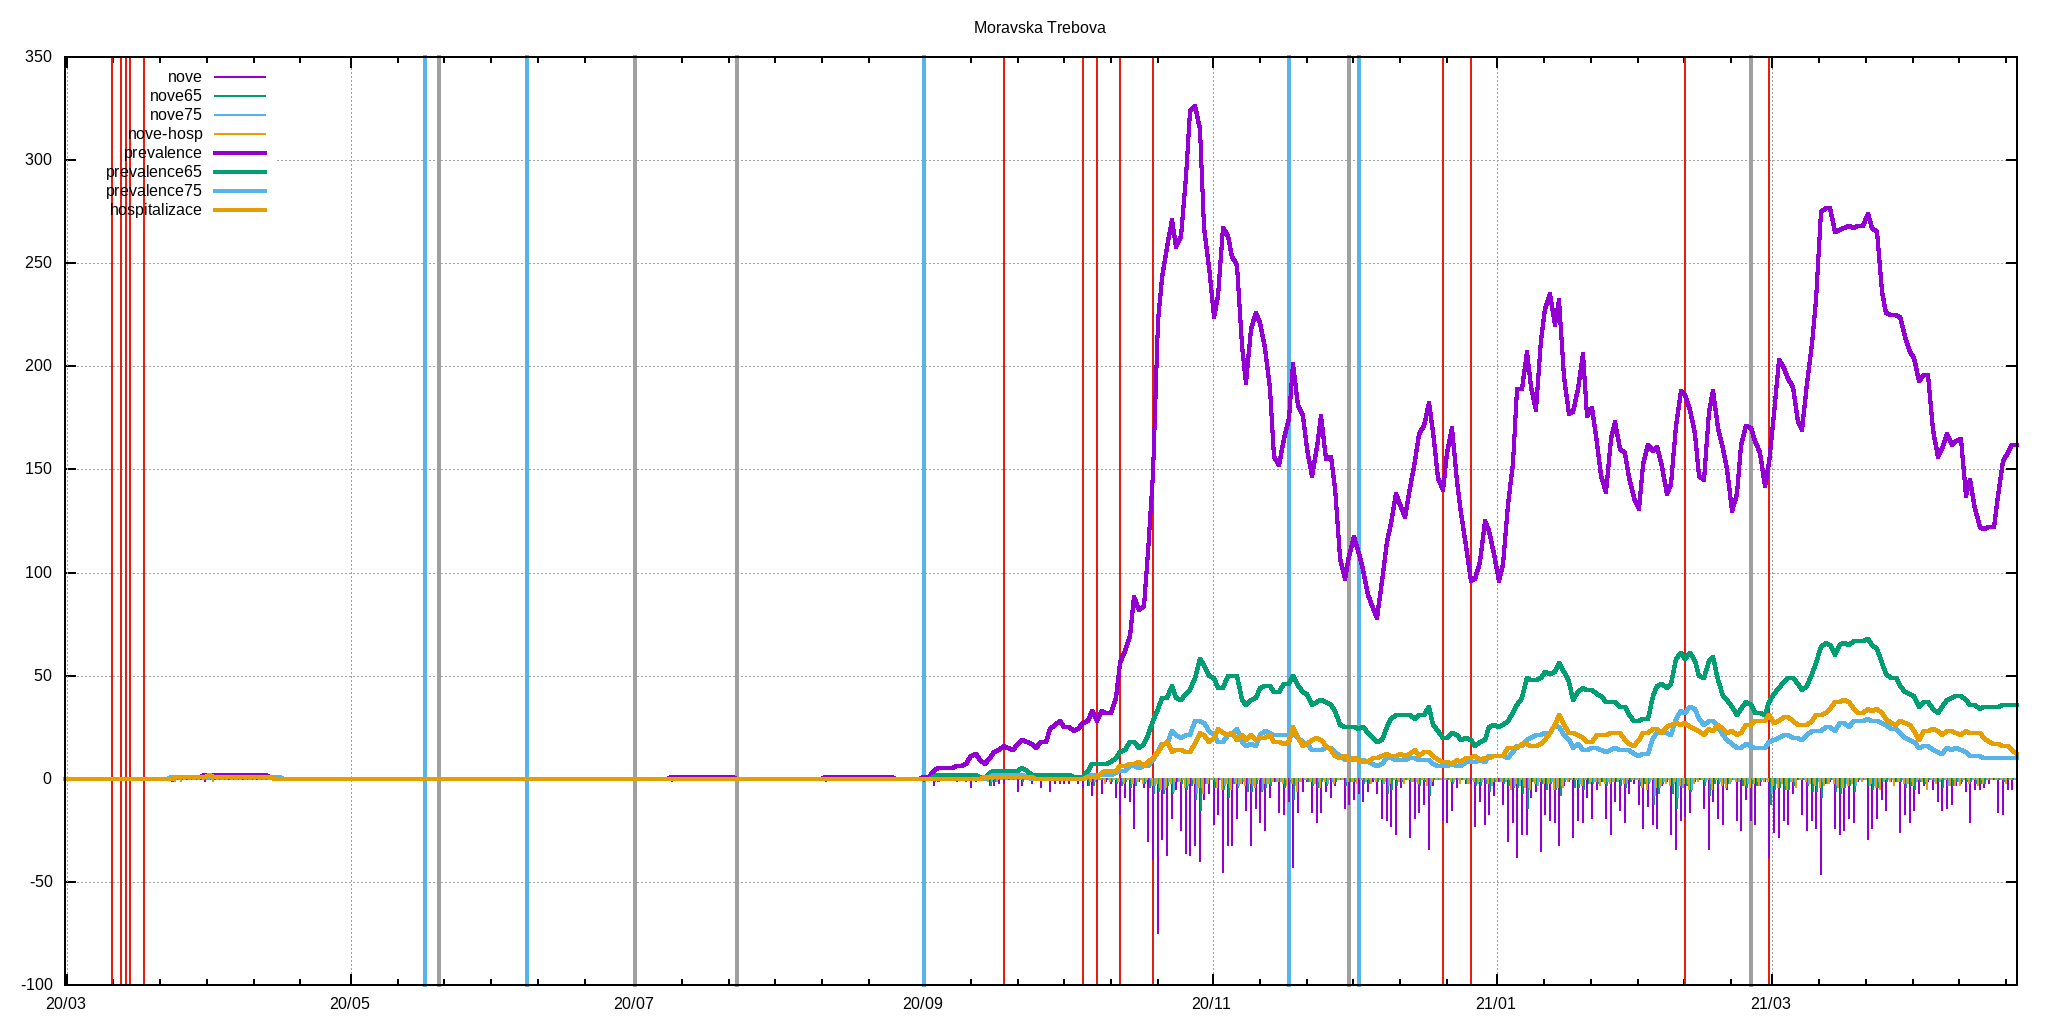 Moravska Trebova
350
300
250
200
150
100
50
0
-50
-100
nove
nove65
nove75
nove-hosp
prevalence
prevalence65
prevalence75
hospitalizace
20/03 20/05 20/07 20/09 20/11 21/01 21/03